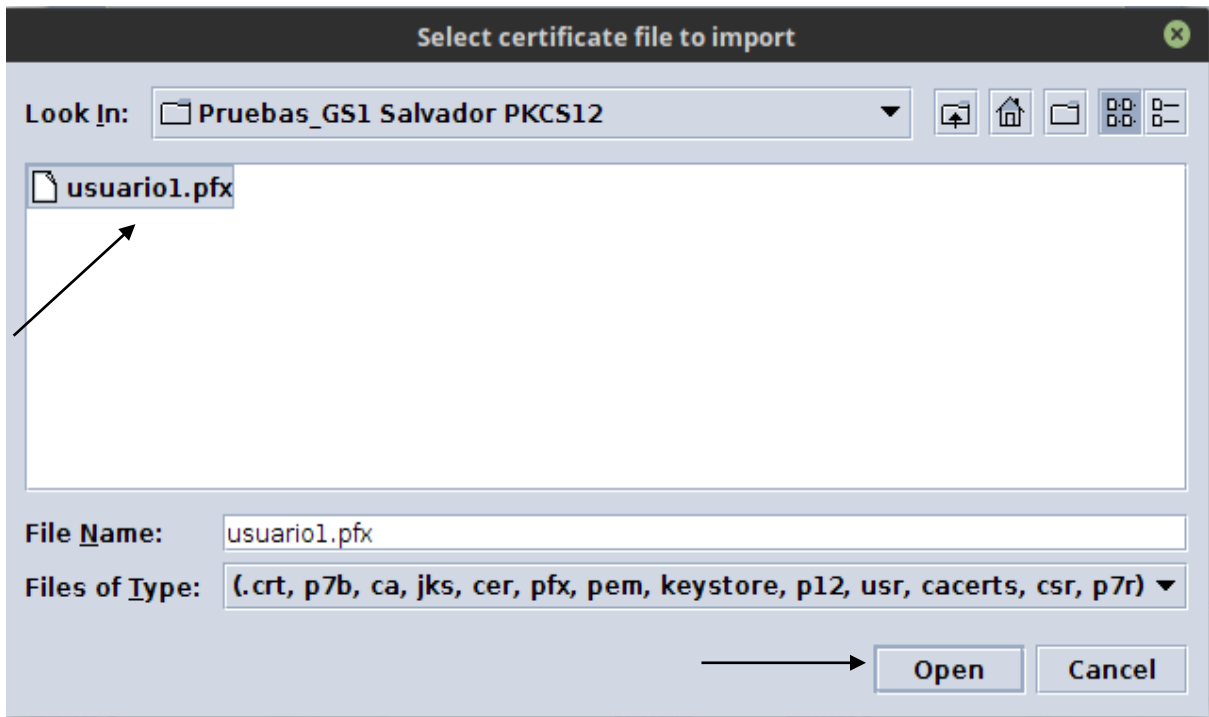 Select certificate file to import
Look In: Pruebas_GS1 Salvador PKCS12
usuario1.pfx
File Name: usuario1.pfx
Files of Type: (.crt, p7b, ca, jks, cer, pfx, pem, keystore, p12, usr, cacerts, csr, p7r)
Open Cancel